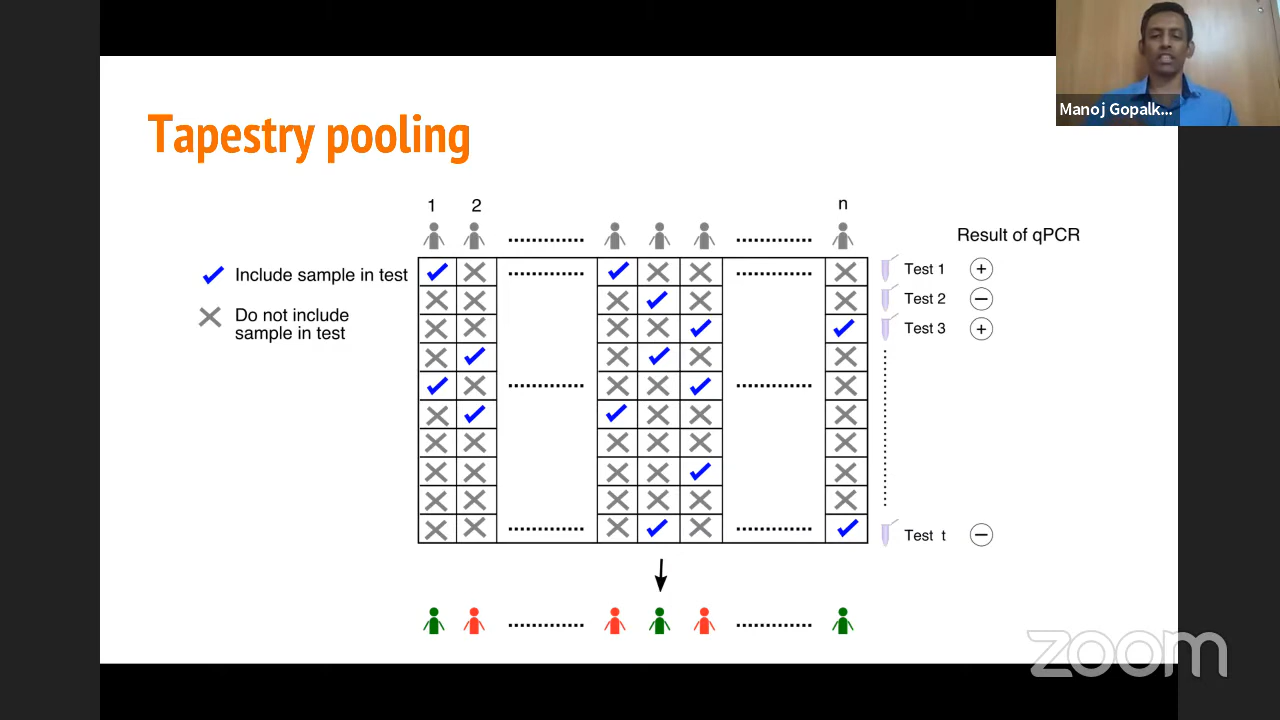 Manoj Gopalk...
Tapestry pooling
1 2 n
Result of qPCR
Include sample in test
Do not include
sample in test
Test 1
Test 2
Test 3
Test t
zoom